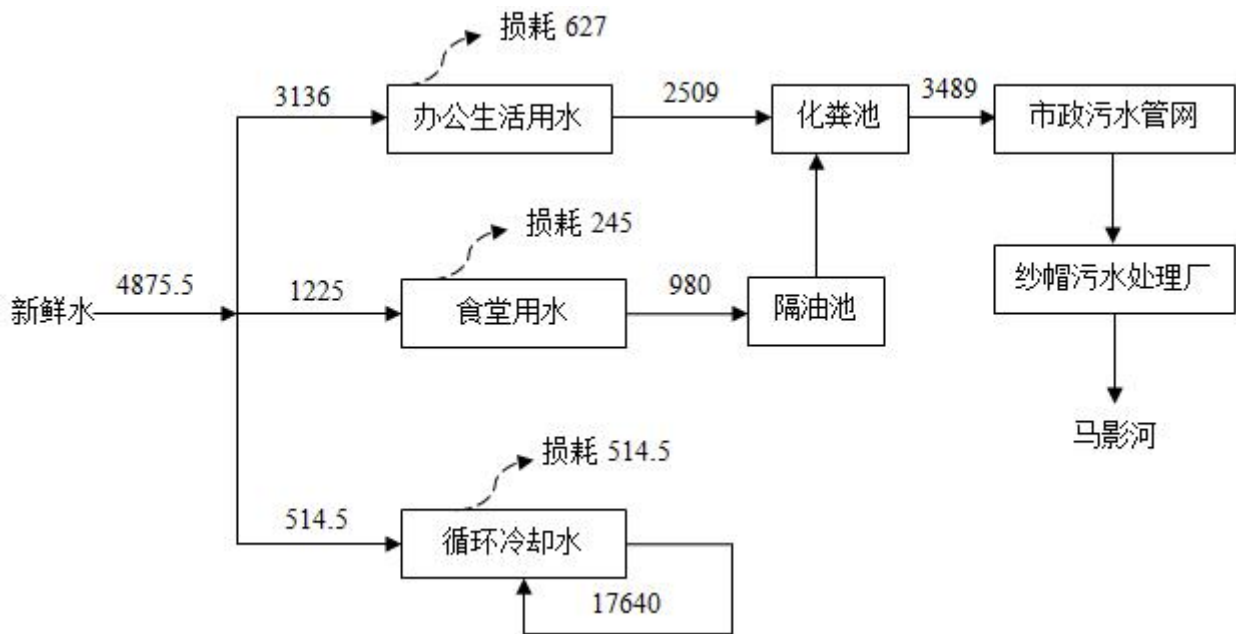 损耗 627
3136
办公生活用水
2509
化粪池
3489
市政污水管网
损耗 245
新鲜水
4875.5
1225
食堂用水
980
隔油池
纱帽污水处理厂
马影河
损耗 514.5
514.5
循环冷却水
17640